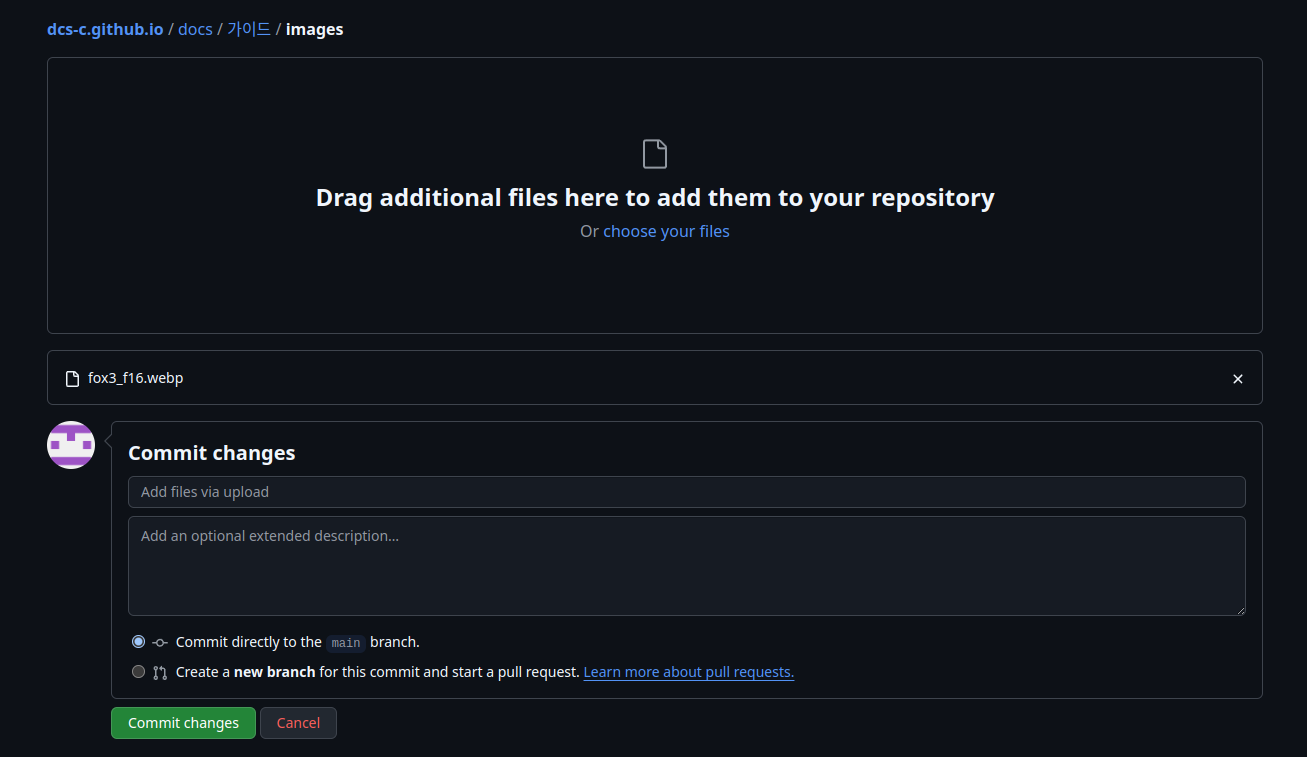 dcs-c.github.io / docs / 가이드 / images
Drag additional files here to add them to your repository
Or choose your files
fox3_f16.webp
Commit changes
Add files via upload
Add an optional extended description...
Commit directly to the main branch.
Create a new branch for this commit and start a pull request. Learn more about pull requests.
Commit changes Cancel